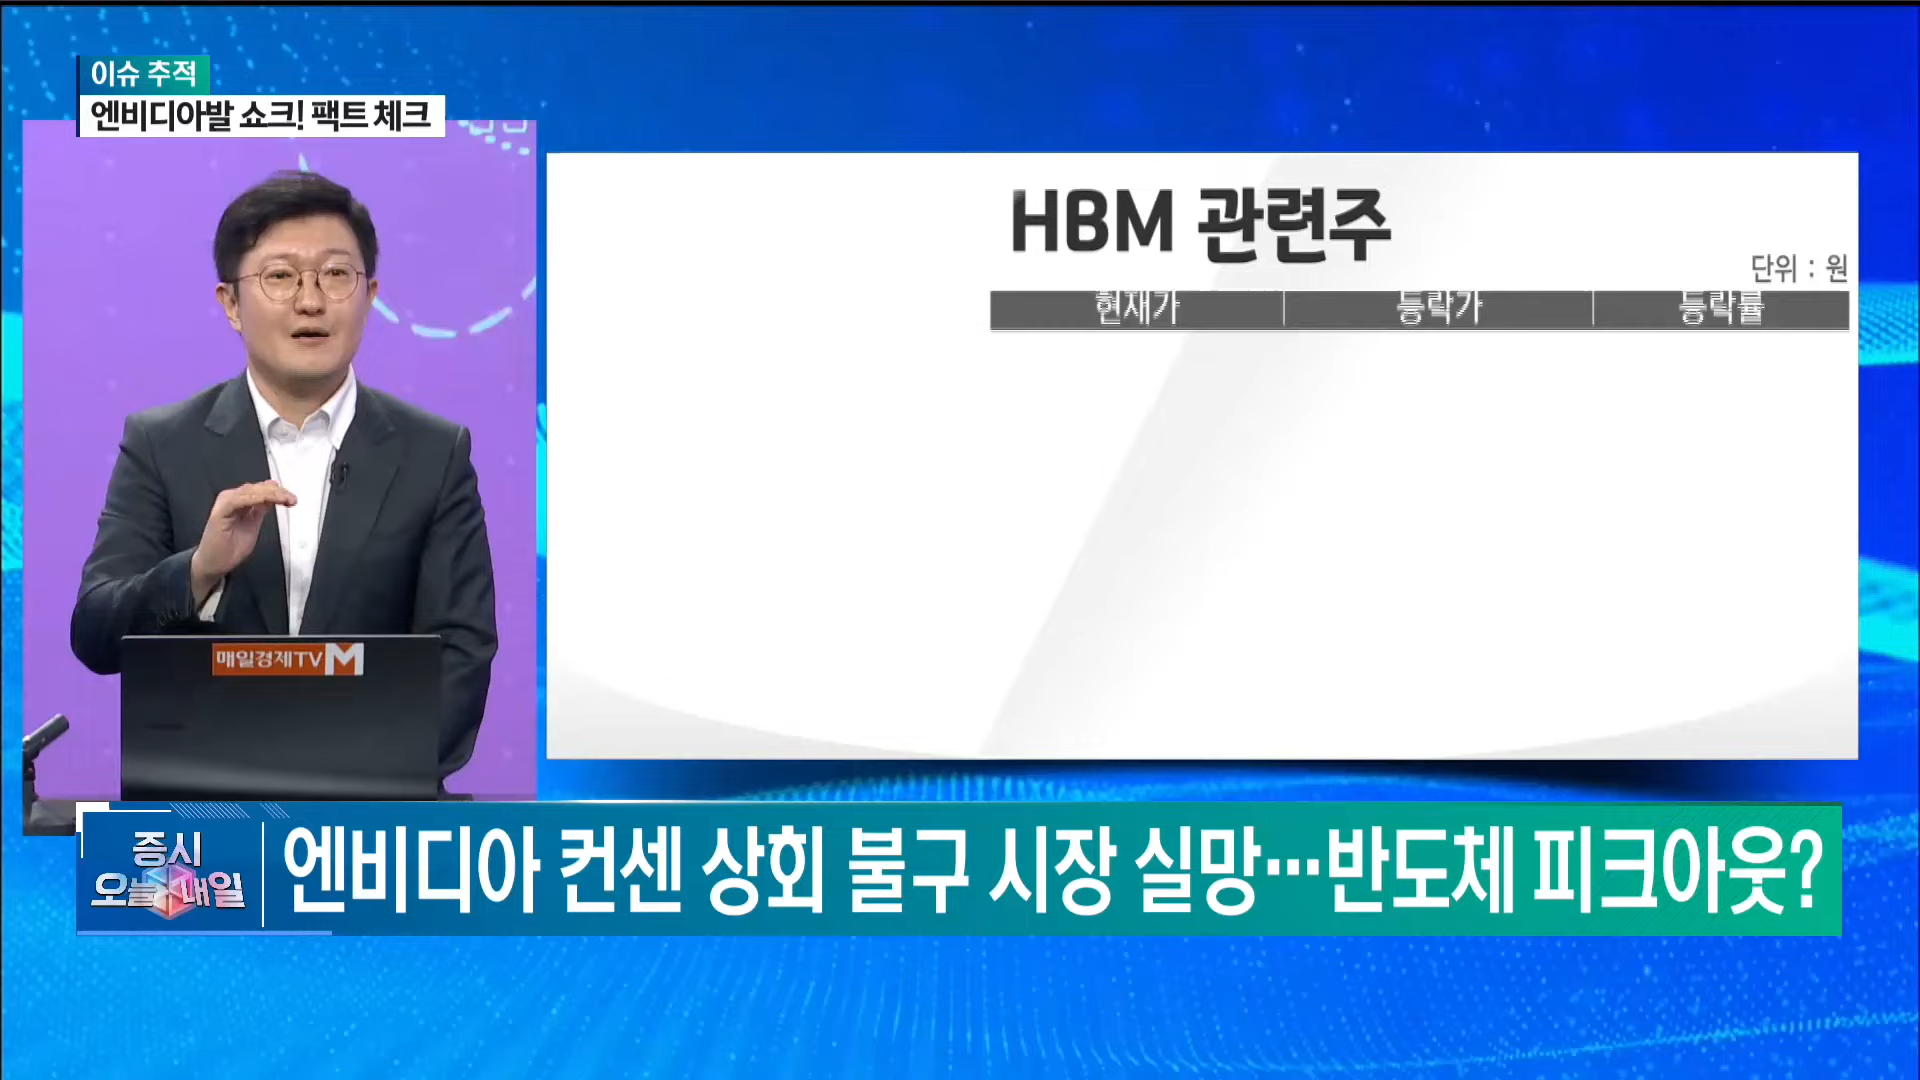 이슈 추적
엔비디아발 쇼크! 팩트 체크
HBM 관련주
단위 : 원
현재가 등락가 등락률
매일경제TV M
증시
오늘 매일
엔비디아 컨센 상회 불구 시장 실망…반도체 피크아웃?